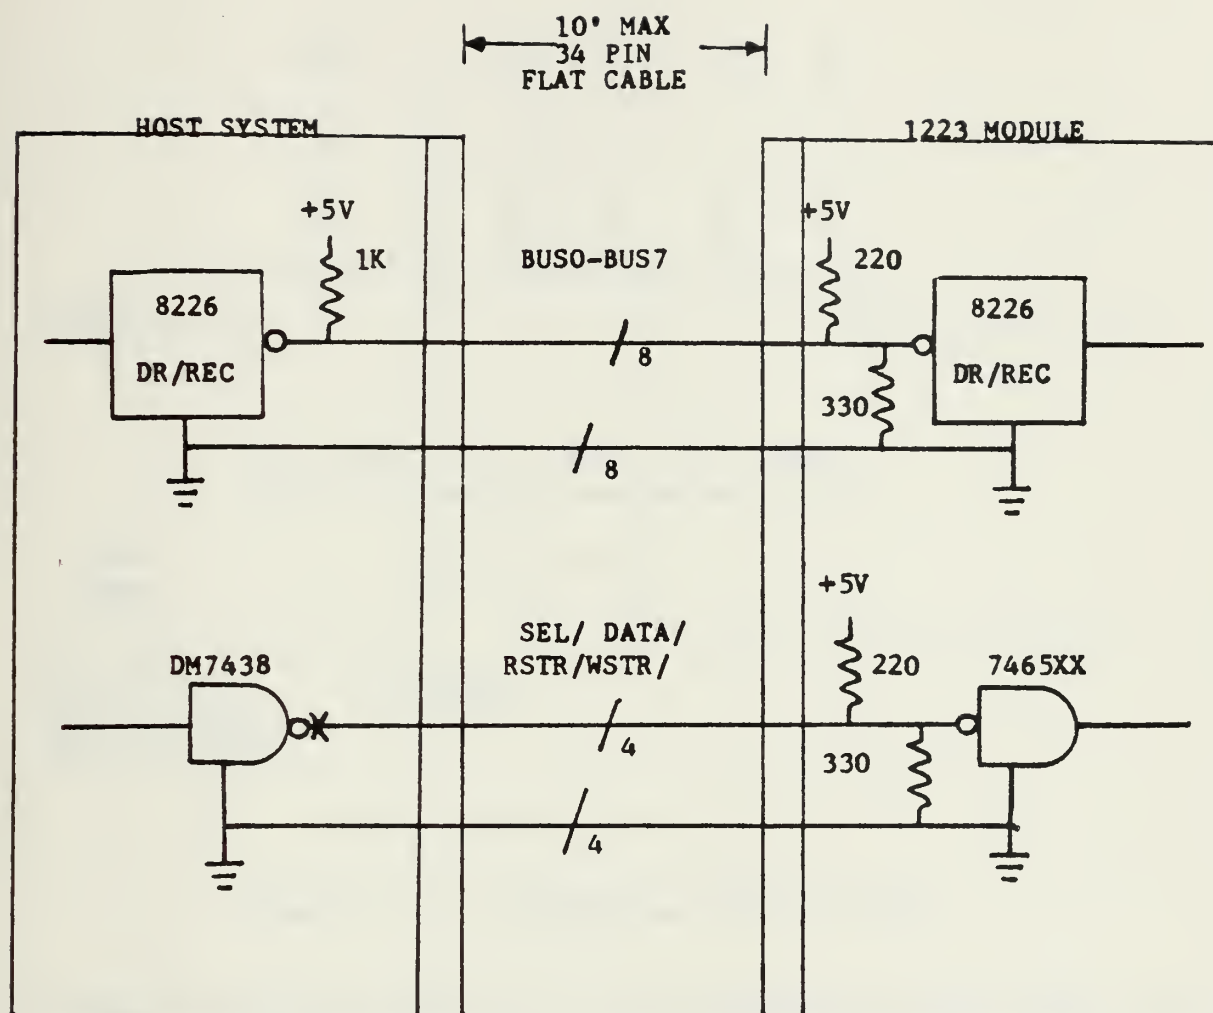 10' MAX
34 PIN
FLAT CABLE
HOST SYSTEM
1223 MODULE
+5V
1K
BUS0-BUS7
+5V
220
8226
DR/REC
8
8226
DR/REC
330
8
+5V
SEL/ DATA/
RSTR/WSTR/
DM7438
220
7465XX
4
330
4